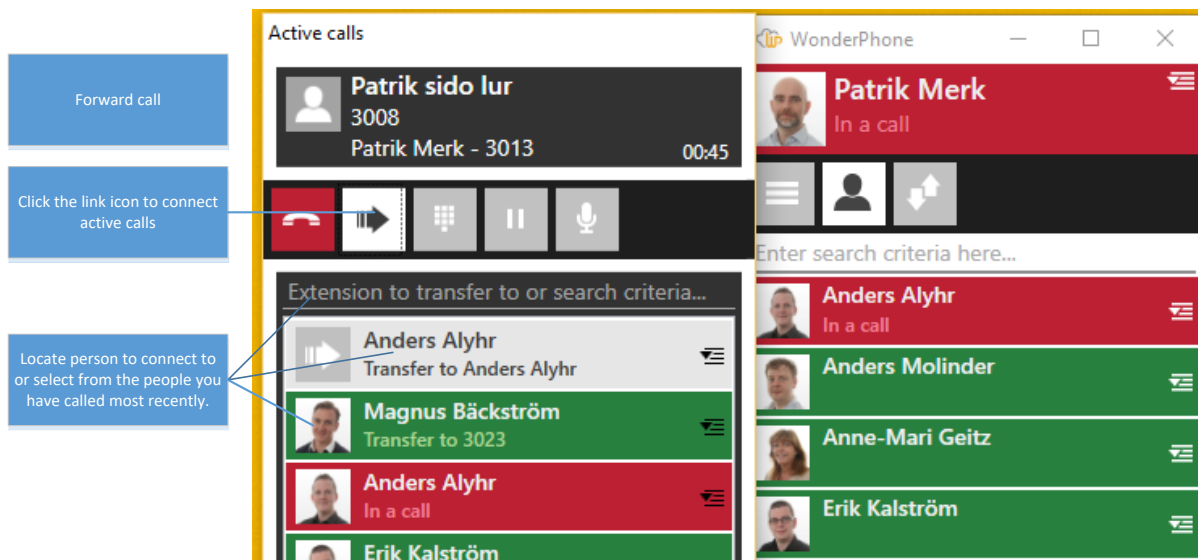 Forward call
Click the link icon to connect
active calls
Locate person to connect to
or select from the people you
have called most recently.
Active calls
Patrik sido lur
3008
Patrik Merk - 3013
00:45
Extension to transfer to or search criteria...
Anders Alyhr
Transfer to Anders Alyhr
Magnus Bäckström
Transfer to 3023
Anders Alyhr
In a call
Erik Kalström
WonderPhone
Patrik Merk
In a call
Enter search criteria here...
Anders Alyhr
In a call
Anders Molinder
Anne-Mari Geitz
Erik Kalström